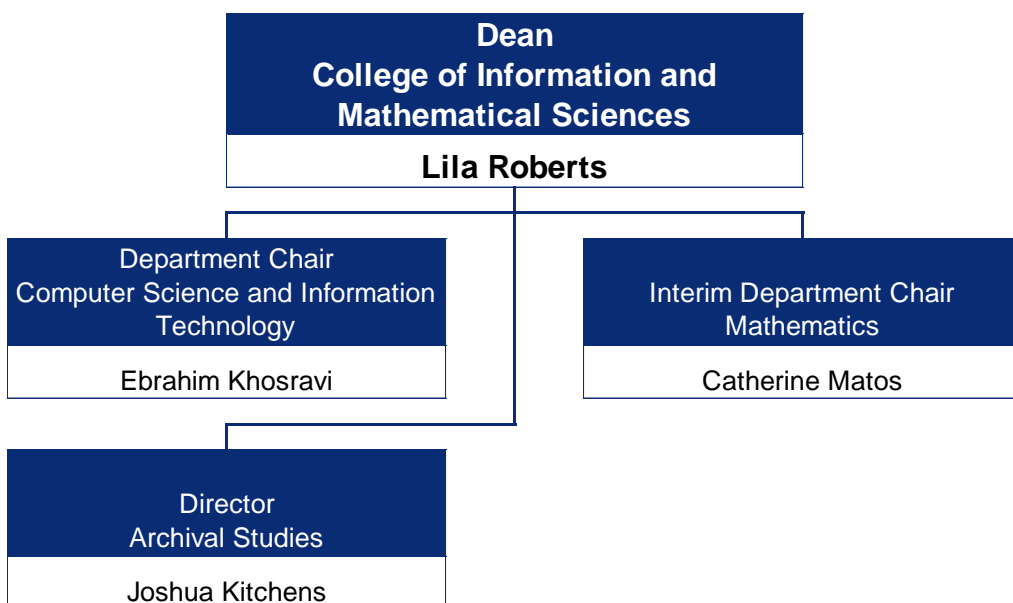 Dean
College of Information and
Mathematical Sciences
Lila Roberts
Department Chair
Computer Science and Information
Technology
Ebrahim Khosravi
Interim Department Chair
Mathematics
Catherine Matos
Director
Archival Studies
Joshua Kitchens